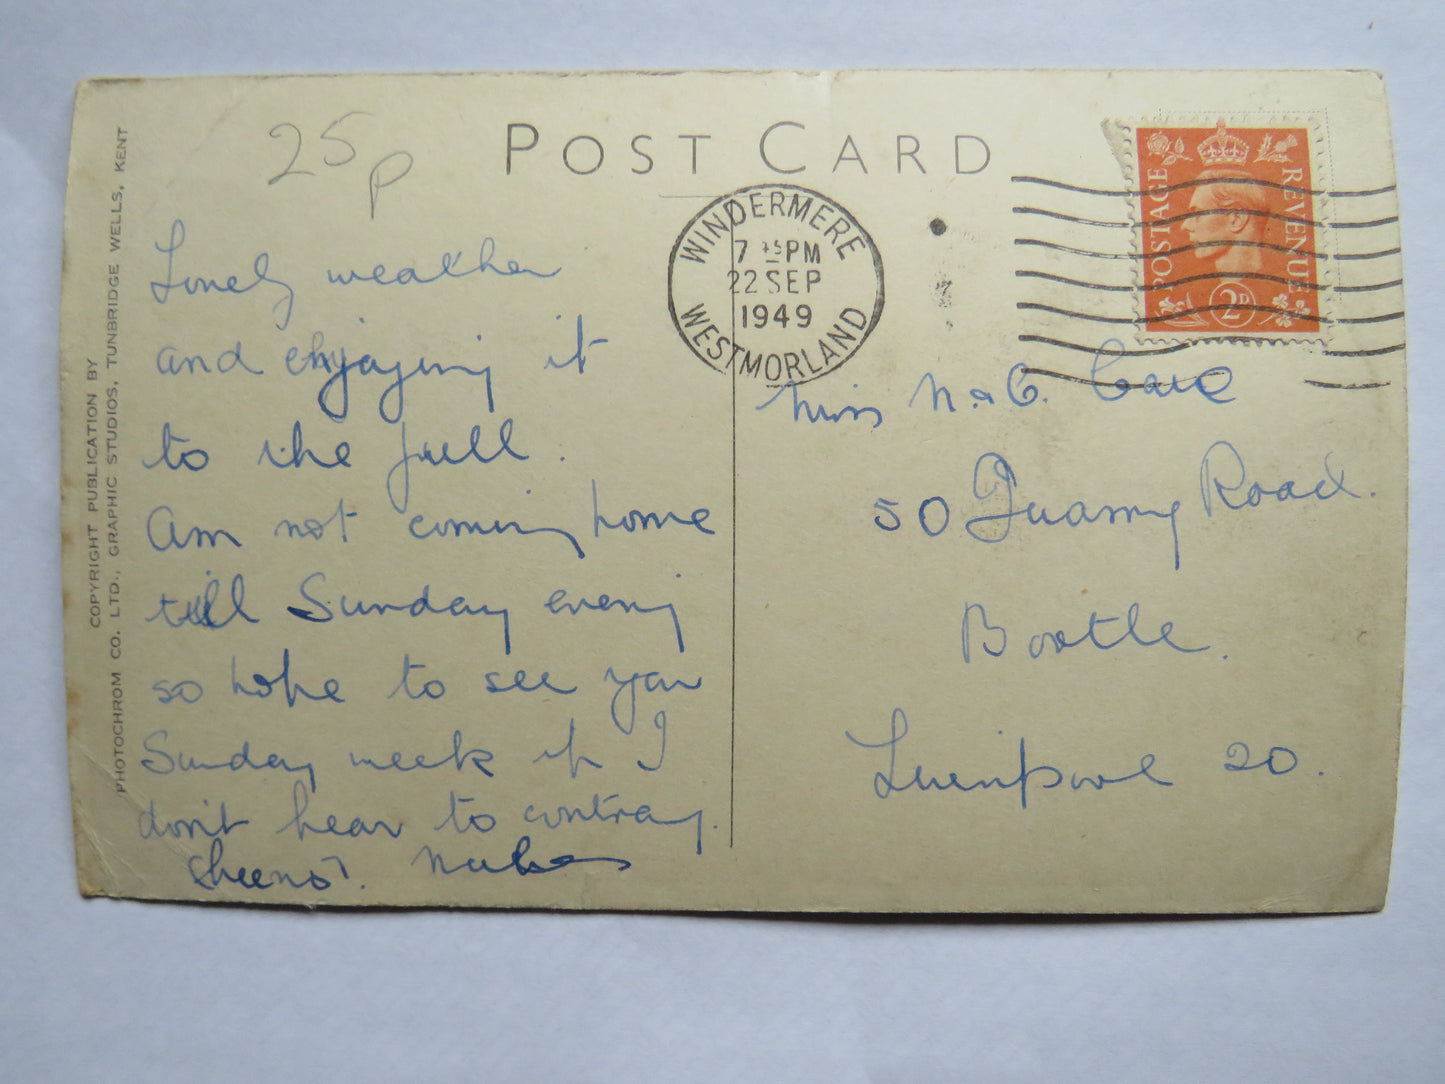 25p
POST CARD
COPYRIGHT PUBLICATION BY
PHOTOCHROM CO. LTD., GRAPHIC STUDIOS, TUNBRIDGE WELLS, KENT
WINDERMERE
7 15 PM
22 SEP
1949
WESTMORLAND
POSTAGE
REVENUE
2D
Lovely weather
and enjoying it
to the full.
Am not coming home
till Sunday evening
so hope to see you
Sunday week if I
don't hear to contray.
Cheerio!
Miss N. & C.
50 Road.
Bootle.
Liverpool 20.